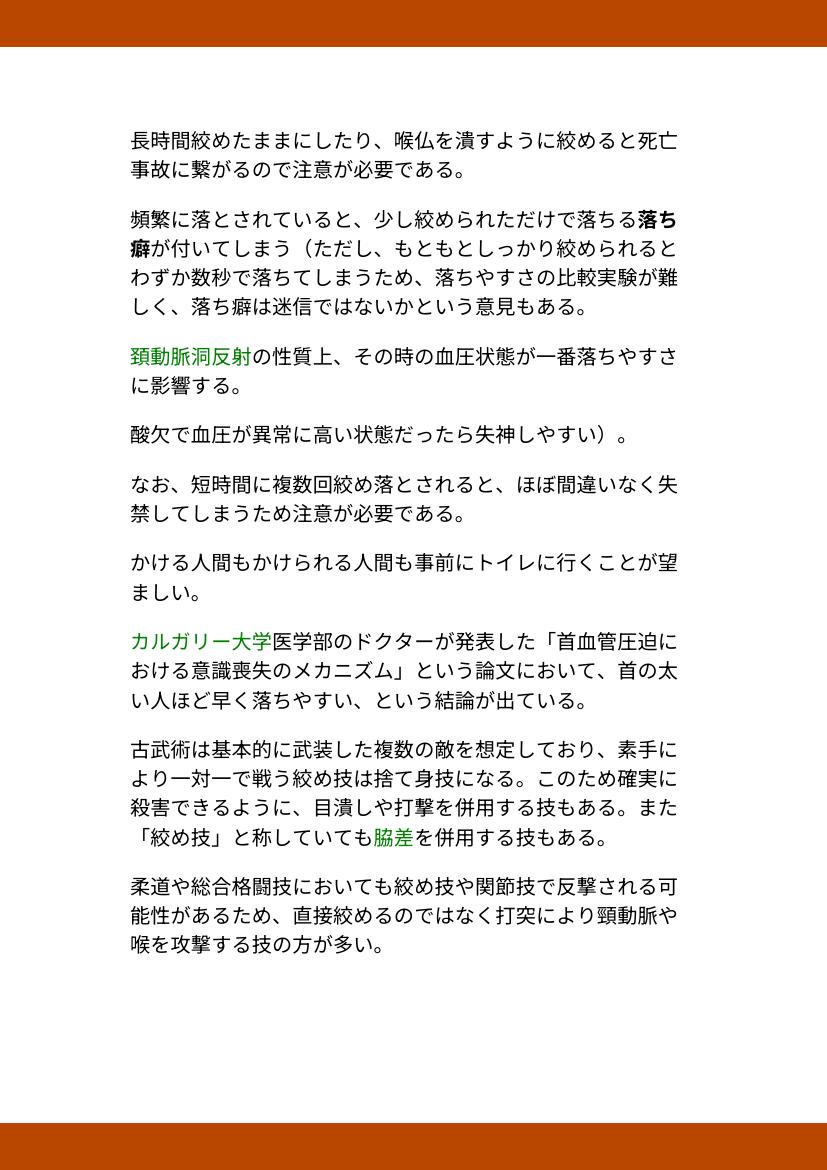 長時間絞めたままにしたり、喉仏を潰すように絞めると死亡
事故に繋がるので注意が必要である。
頻繁に落とされていると、少し絞められただけで落ちる落ち
癖が付いてしまう（ただし、もともとしっかり絞められると
わずか数秒で落ちてしまうため、落ちやすさの比較実験が難
しく、落ち癖は迷信ではないかという意見もある。
頚動脈洞反射の性質上、その時の血圧状態が一番落ちやすさ
に影響する。
酸欠で血圧が異常に高い状態だったら失神しやすい）。
なお、短時間に複数回絞め落とされると、ほぼ間違いなく失
禁してしまうため注意が必要である。
かける人間もかけられる人間も事前にトイレに行くことが望
ましい。
カルガリー大学医学部のドクターが発表した「首血管圧迫に
おける意識喪失のメカニズム」という論文において、首の太
い人ほど早く落ちやすい、という結論が出ている。
古武術は基本的に武装した複数の敵を想定しており、素手に
より一対一で戦う絞め技は捨て身技になる。このため確実に
殺害できるように、目潰しや打撃を併用する技もある。また
「絞め技」と称していても脇差を併用する技もある。
柔道や総合格闘技においても絞め技や関節技で反撃される可
能性があるため、直接絞めるのではなく打突により頸動脈や
喉を攻撃する技の方が多い。